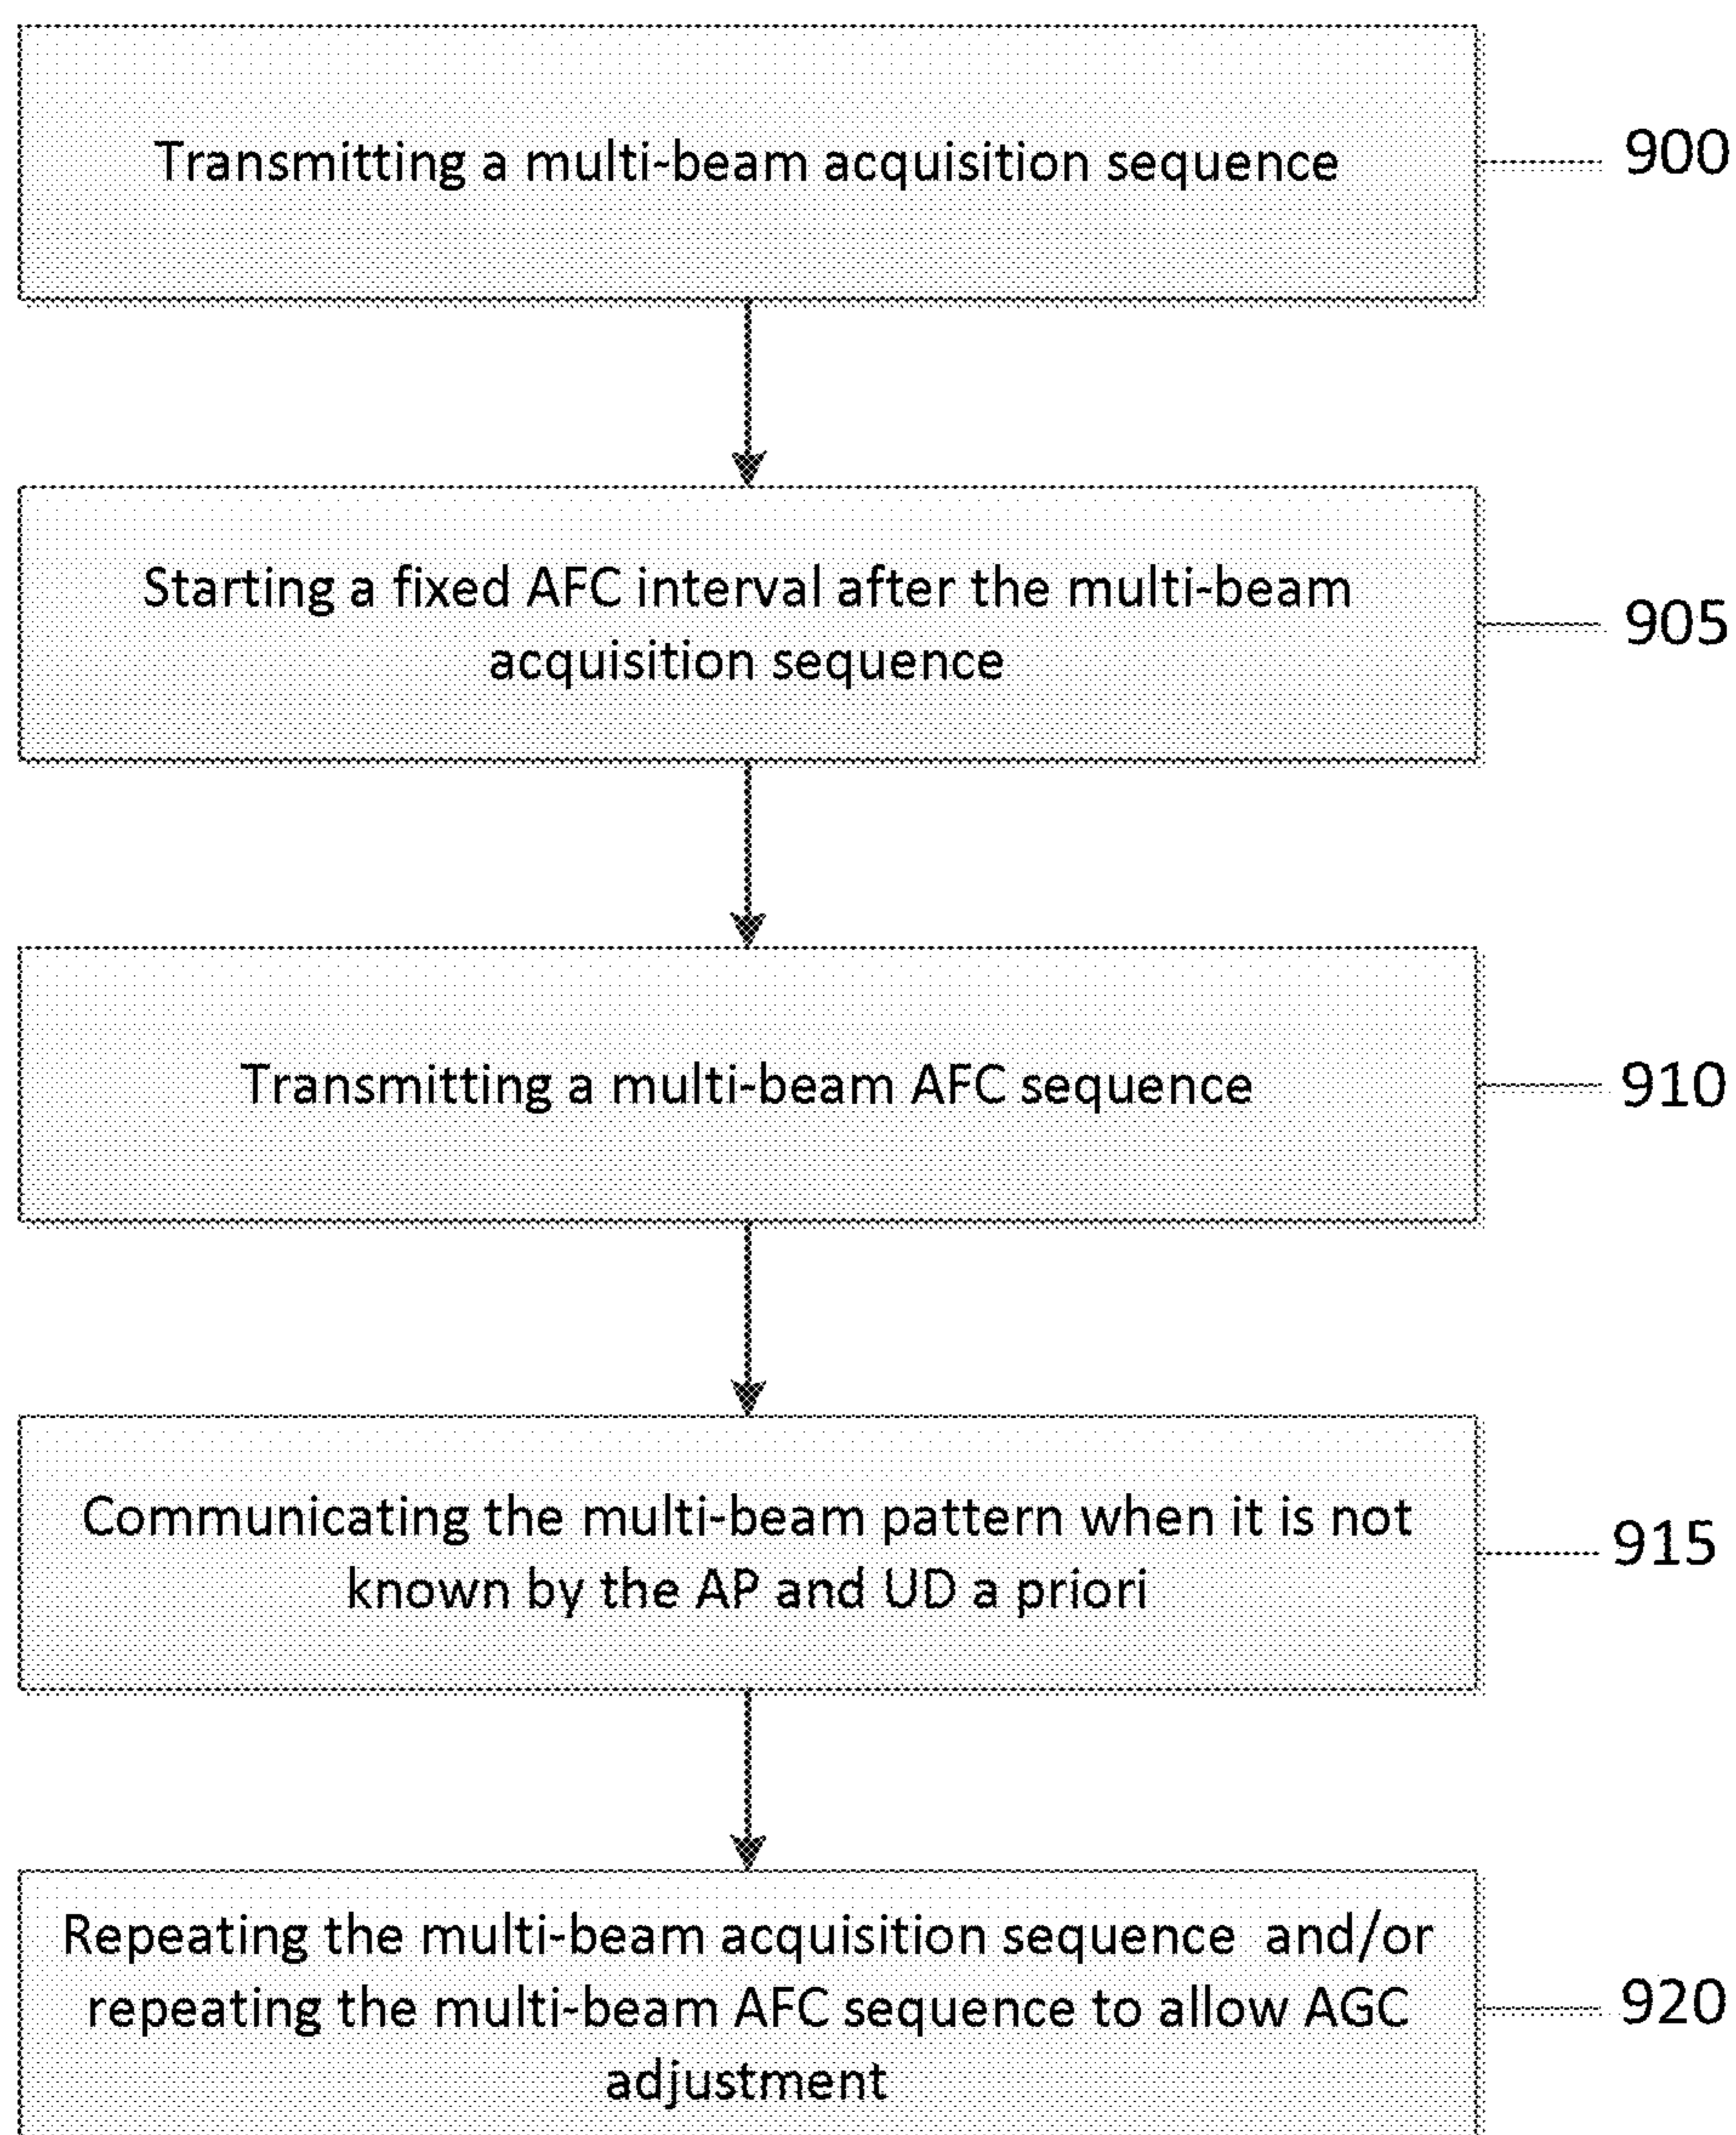 Transmitting a multi-beam acquisition sequence
900
Starting a fixed AFC interval after the multi-beam
acquisition sequence
905
Transmitting a multi-beam AFC sequence
910
Communicating the multi-beam pattern when it is not
known by the AP and UD a priori
915
Repeating the multi-beam acquisition sequence and/or
repeating the multi-beam AFC sequence to allow AGC
adjustment
920